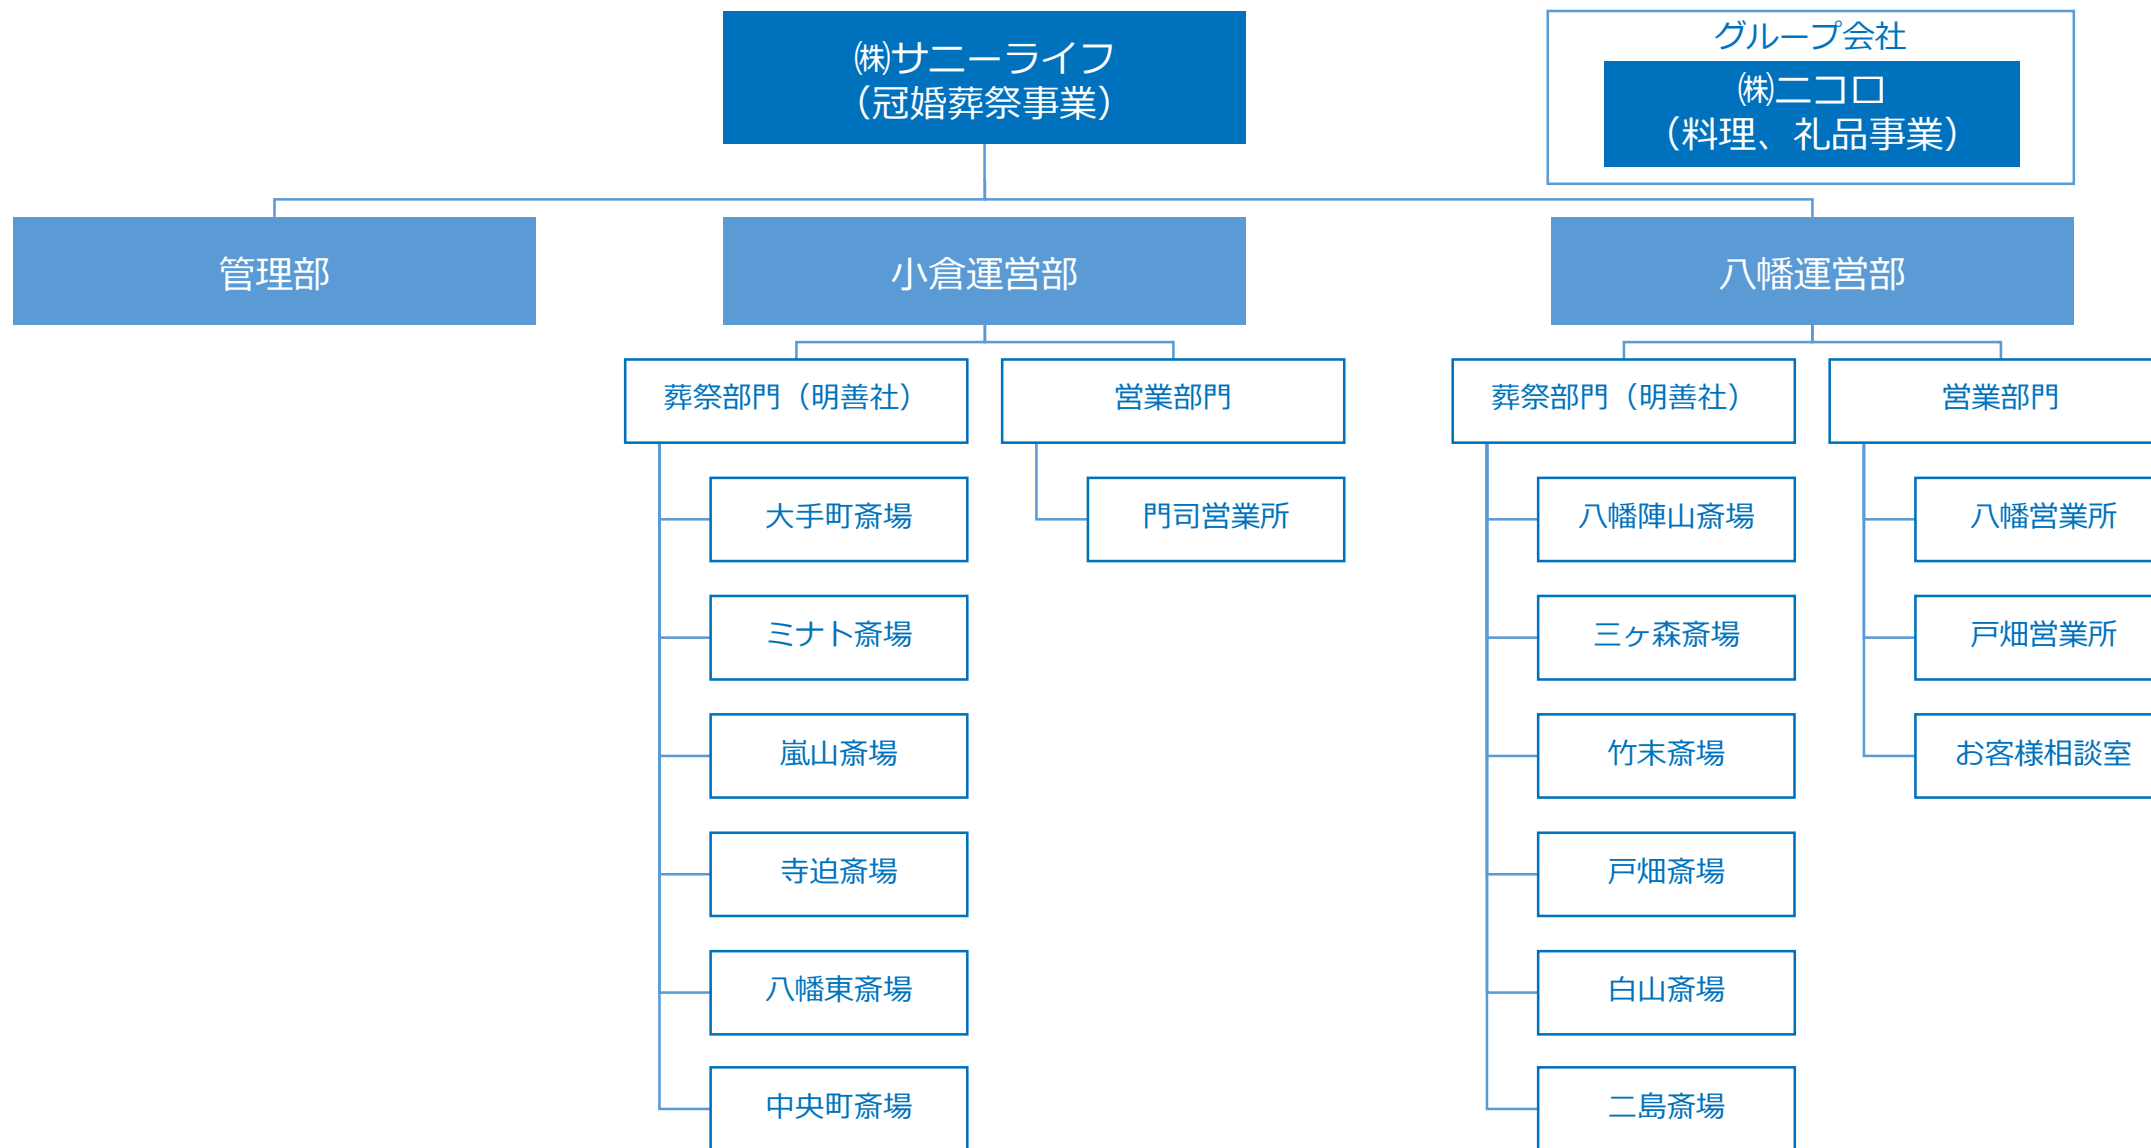 ㈱サニーライフ
（冠婚葬祭事業）
グループ会社
㈱ニコロ
（料理、礼品事業）
管理部
小倉運営部
八幡運営部
葬祭部門（明善社）
営業部門
葬祭部門（明善社）
営業部門
大手町斎場
門司営業所
八幡陣山斎場
八幡営業所
ミナト斎場
三ヶ森斎場
戸畑営業所
嵐山斎場
竹末斎場
お客様相談室
寺迫斎場
戸畑斎場
八幡東斎場
白山斎場
中央町斎場
二島斎場